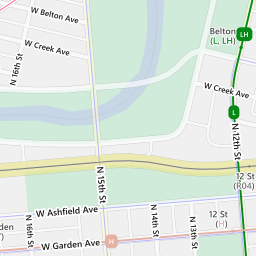 W Belton Ave
Belton
(L, LH)
LH
W Creek Ave
N 16th St
W Creek Ave
L
N 12th St
N 15th St
12 St
(R04)
W Ashfield Ave
N 14th St
12 St
(H)
N 13th St
N 16th St
W Garden Ave
H